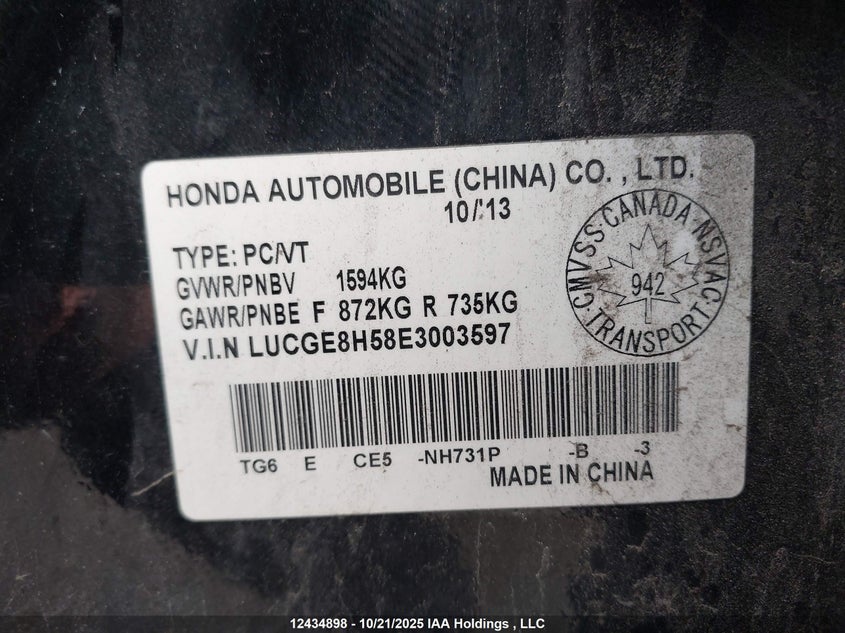 HONDA AUTOMOBILE (CHINA) CO., LTD.
10/13
TYPE: PC/VT
GVWR/PNBV 1594KG
GAWR/PNBE F 872KG R 735KG
V.I.N LUCGE8H58E3003597
CMVSS CANADA NSVAC
942
TRANSPORT
TG6 E CE5 -NH731P -B -3
MADE IN CHINA
12434898 - 10/21/2025 IAA Holdings , LLC